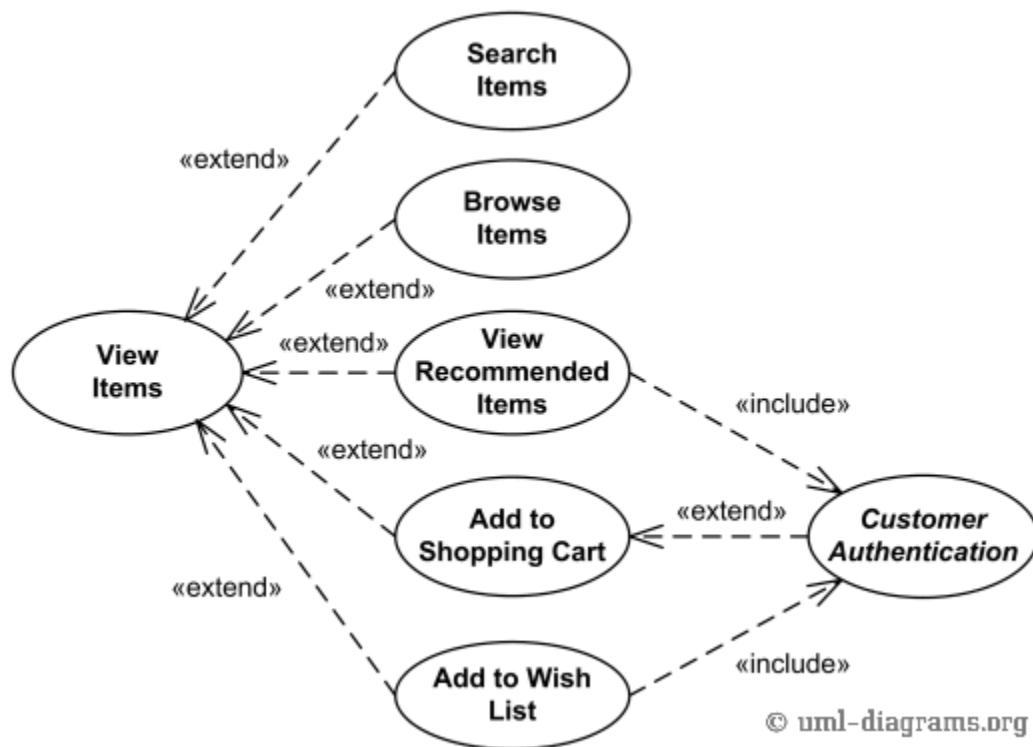 Search
Items
«extend»
Browse
Items
«extend»
View
Items
«extend»
View
Recommended
Items
«include»
«extend»
Add to
Shopping Cart
«extend»
Customer
Authentication
«extend»
Add to Wish
List
«include»
© uml-diagrams.org